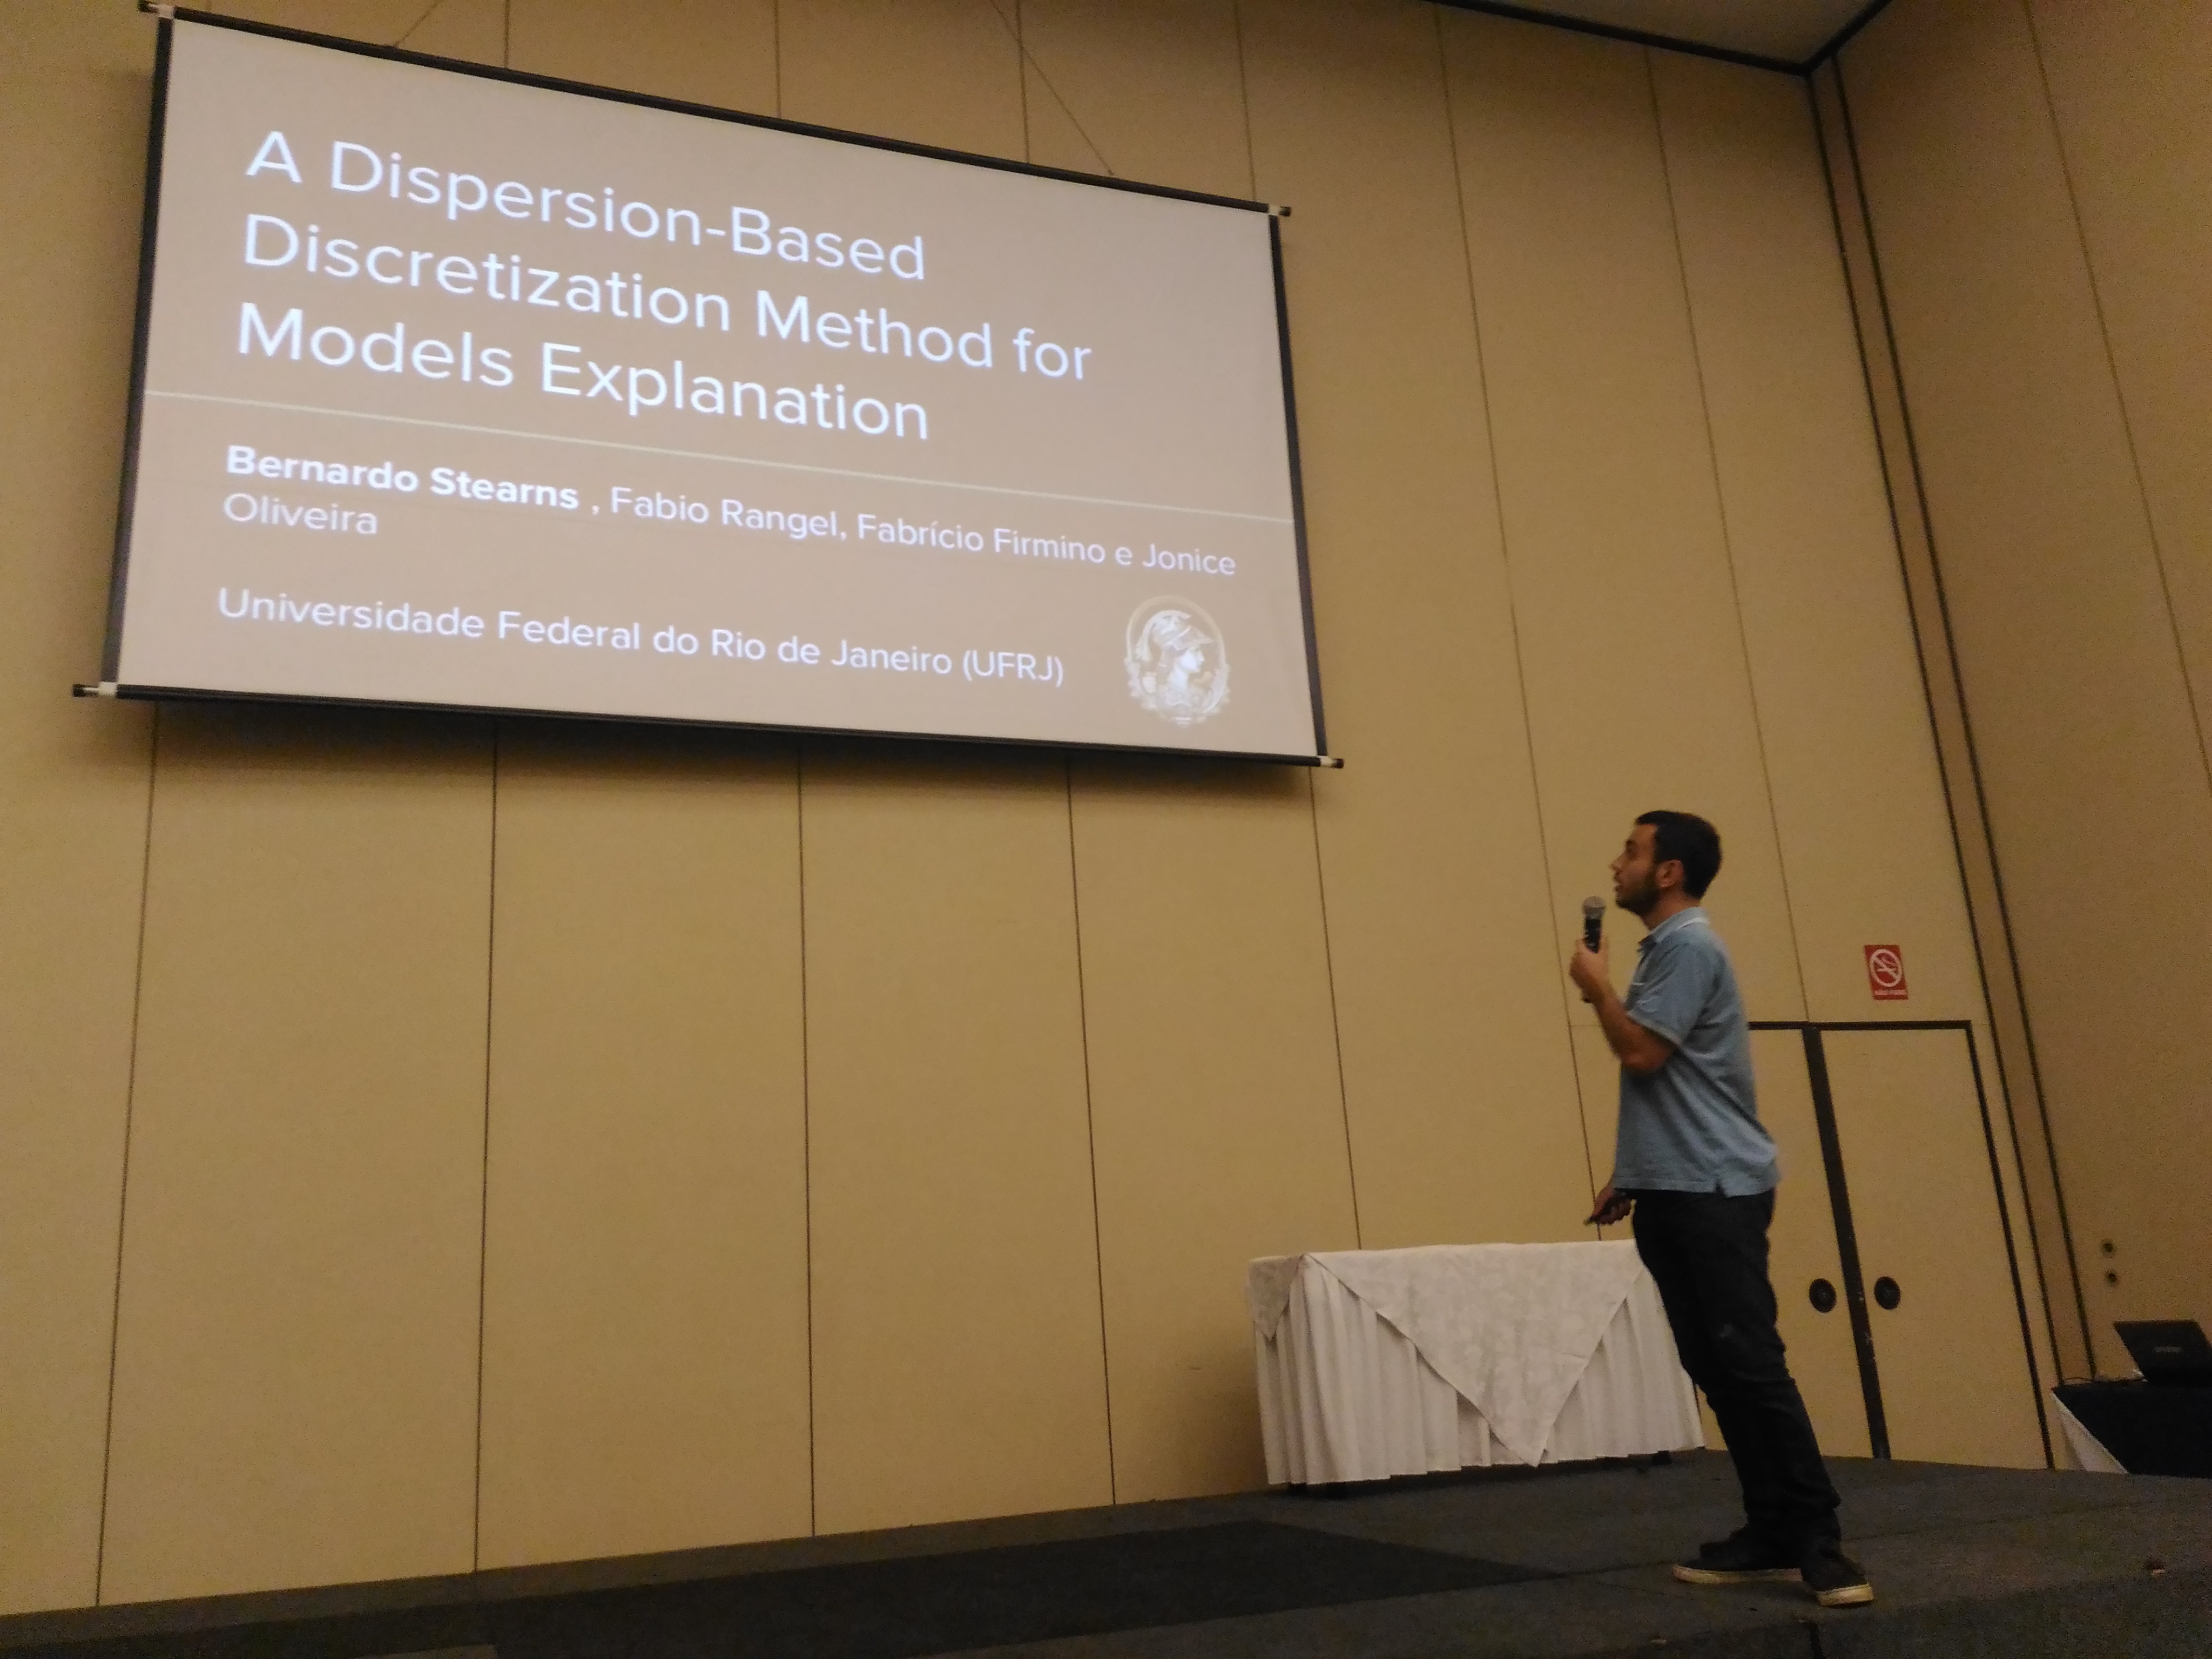 A Dispersion-Based
Discretization Method for
Models Explanation
Bernardo Stearns , Fabio Rangel, Fabrício Firmino e Jonice
Oliveira
Universidade Federal do Rio de Janeiro (UFRJ)